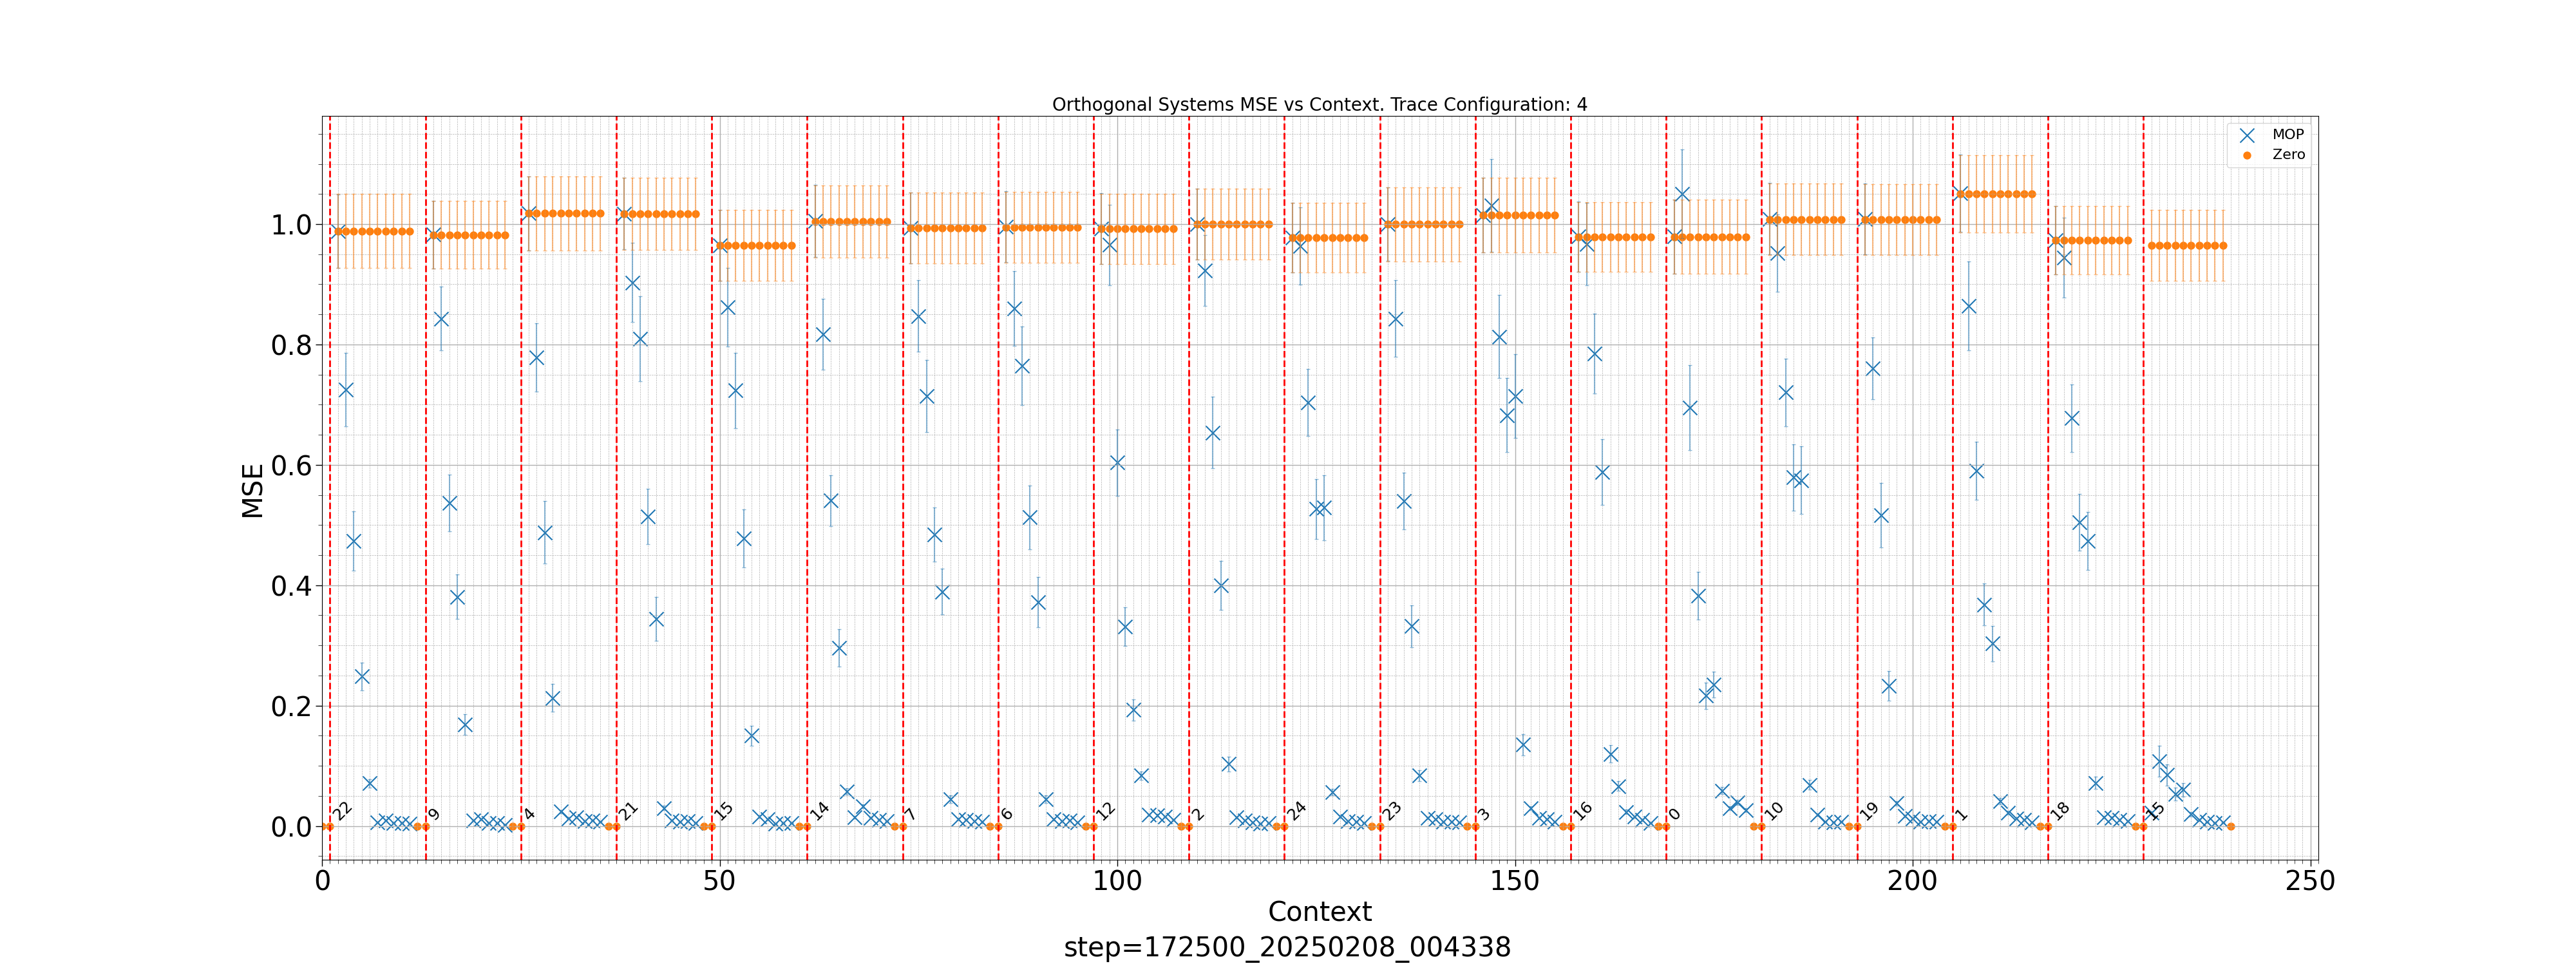 Orthogonal Systems MSE vs Context. Trace Configuration: 4
MOP
Zero
MSE
1.0
0.8
0.6
0.4
0.2
0.0
22 9 4 21 15 14 7 6 12 2 24 23 3 16 0 10 19 1 18 15
0 50 100 150 200 250
Context
step=172500_20250208_004338